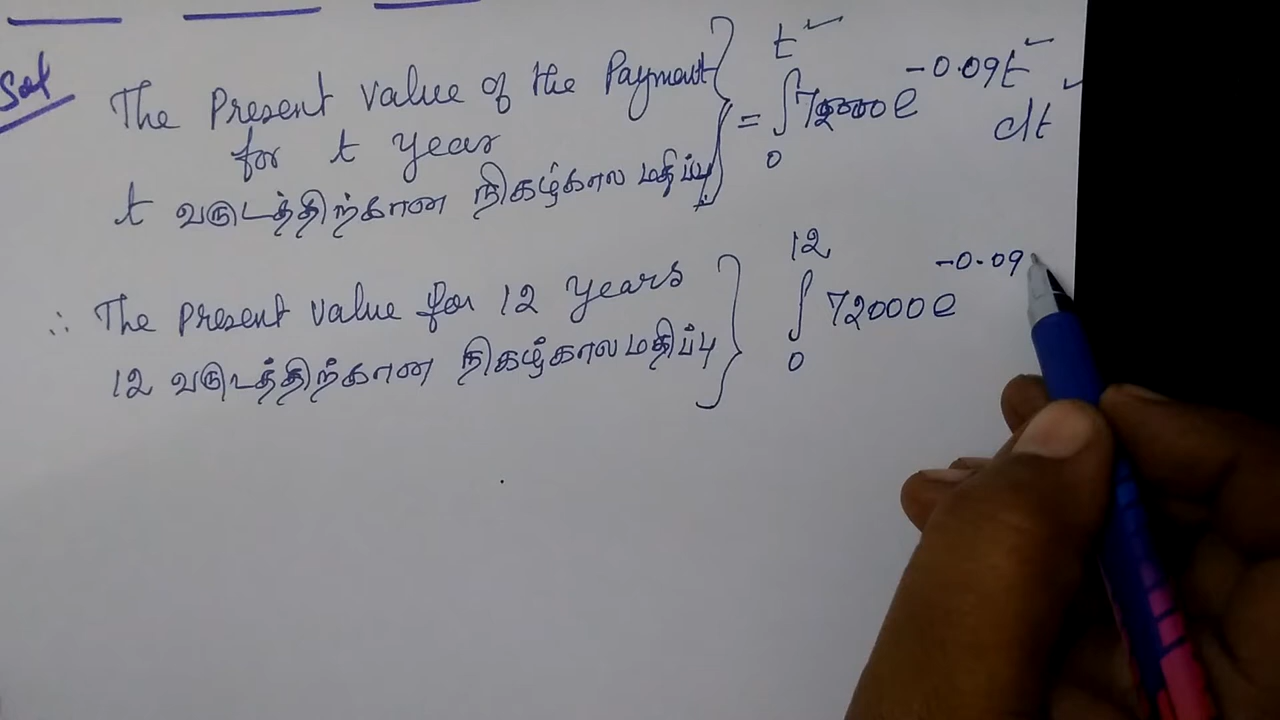 Sol
The Present value of the Payment
for t year
t வருடத்திற்கான நிகழ்கால மதிப்பு
= ∫₀ᵗ 72000 e^{-0.09t} dt
∴ The present value for 12 years
12 வருடத்திற்கான நிகழ்கால மதிப்பு
∫₀¹² 72000 e^{-0.09